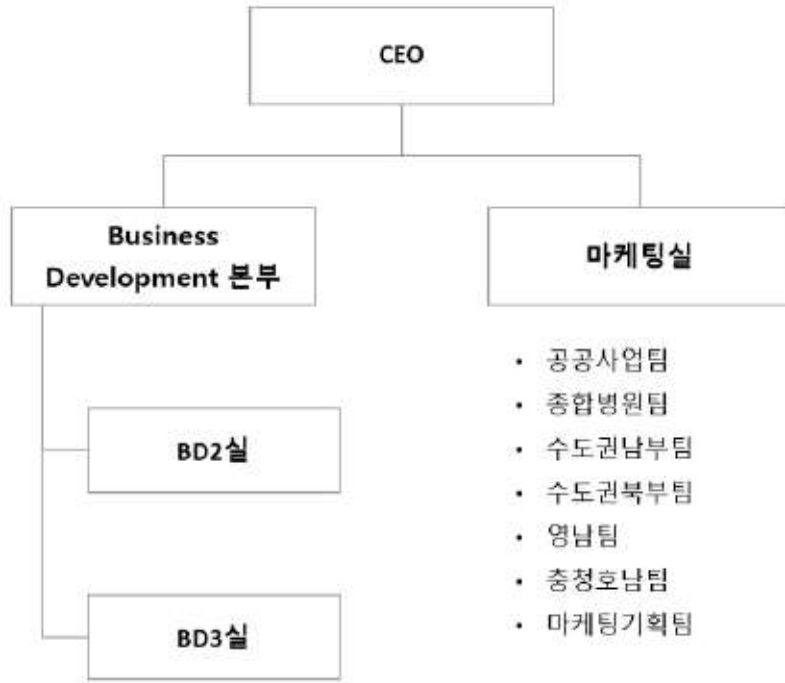 CEO
Business
Development 본부
마케팅실
BD2실
BD3실
• 공공사업팀
• 종합병원팀
• 수도권남부팀
• 수도권북부팀
• 영남팀
• 충청호남팀
• 마케팅기획팀